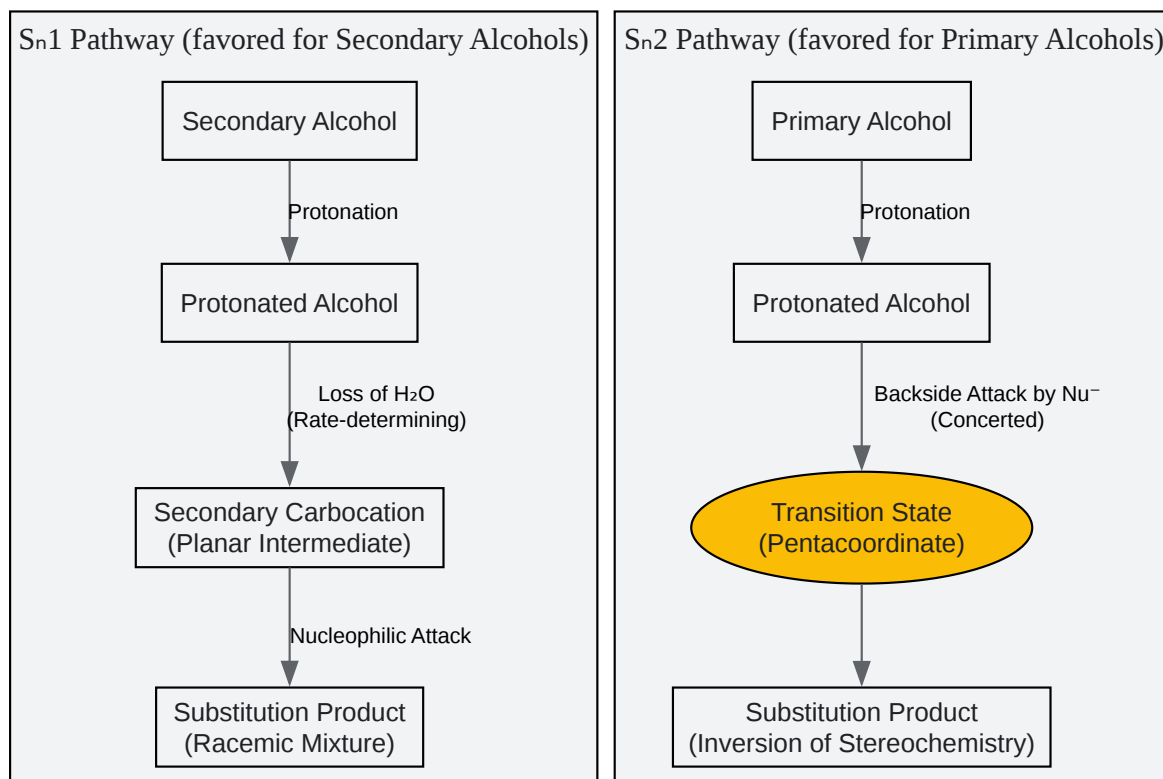 Sₙ1 Pathway (favored for Secondary Alcohols)
Secondary Alcohol
Protonation
Protonated Alcohol
Loss of H₂O
(Rate-determining)
Secondary Carbocation
(Planar Intermediate)
Nucleophilic Attack
Substitution Product
(Racemic Mixture)
Sₙ2 Pathway (favored for Primary Alcohols)
Primary Alcohol
Protonation
Protonated Alcohol
Backside Attack by Nu⁻
(Concerted)
Transition State
(Pentacoordinate)
Substitution Product
(Inversion of Stereochemistry)